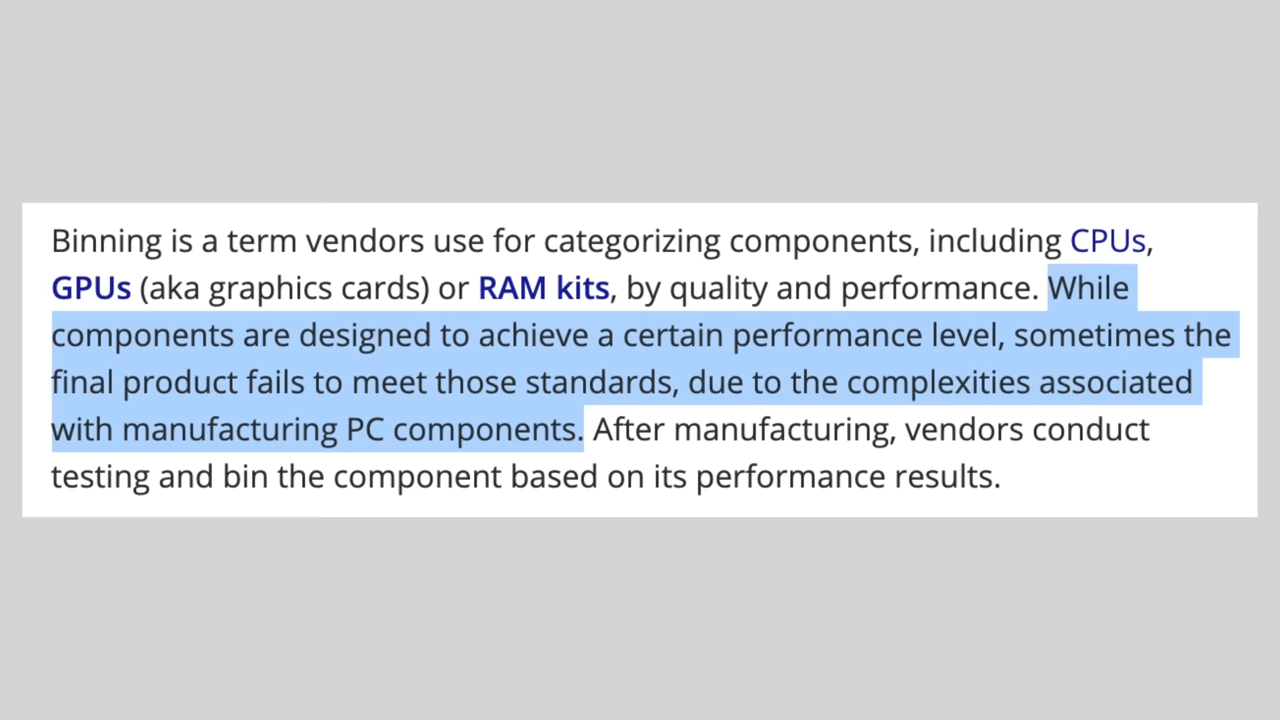 Binning is a term vendors use for categorizing components, including CPUs,
GPUs (aka graphics cards) or RAM kits, by quality and performance. While
components are designed to achieve a certain performance level, sometimes the
final product fails to meet those standards, due to the complexities associated
with manufacturing PC components. After manufacturing, vendors conduct
testing and bin the component based on its performance results.